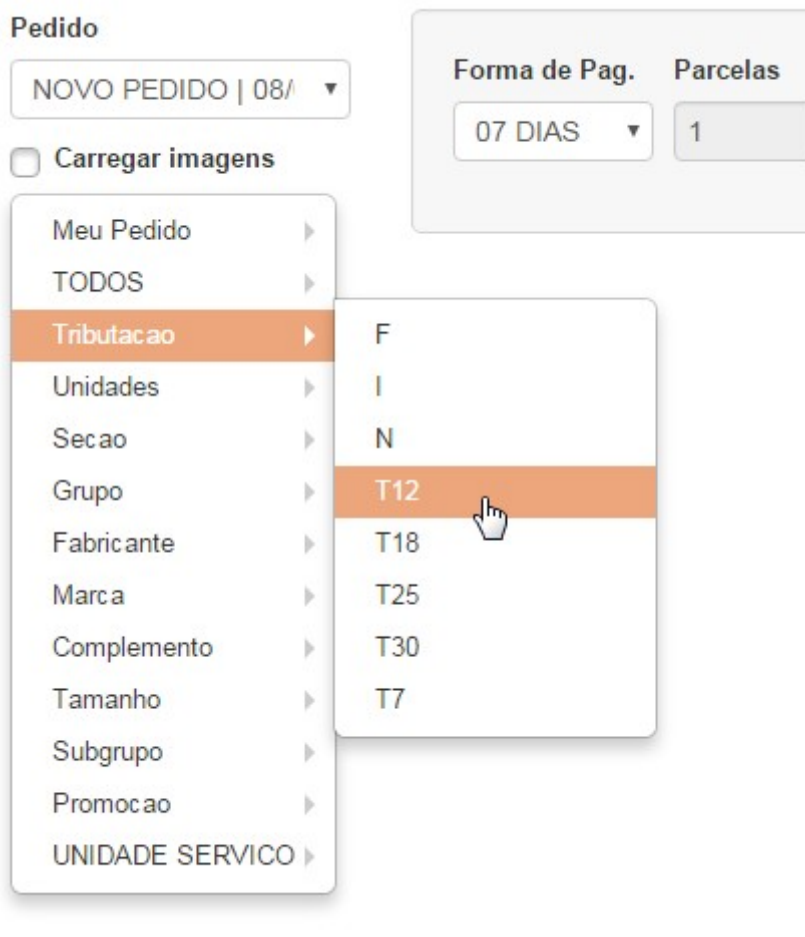 Pedido
NOVO PEDIDO | 08/
Forma de Pag.
Parcelas
07 DIAS
1
Carregar imagens
Meu Pedido
TODOS
Tributacao
Unidades
Secao
Grupo
Fabricante
Marca
Complemento
Tamanho
Subgrupo
Promocao
UNIDADE SERVICO
F
I
N
T12
T18
T25
T30
T7